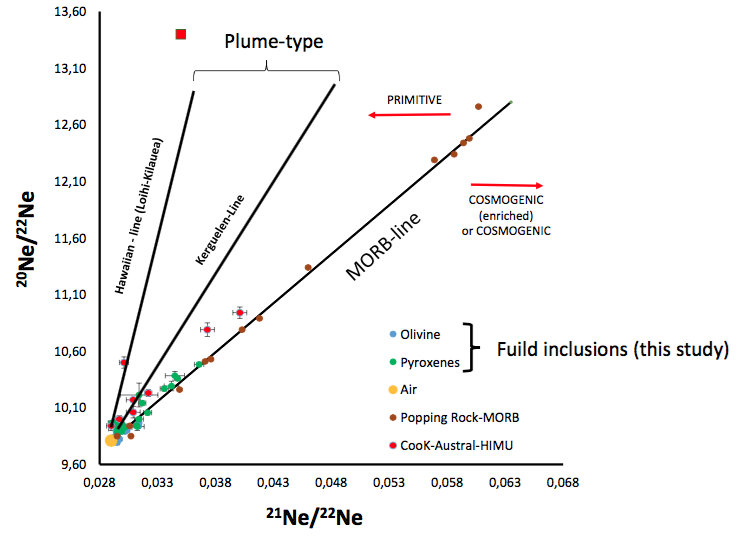 13,60
13,10
12,60
12,10
11,60
11,10
10,60
10,10
9,60
20Ne/22Ne
Plume-type
Hawaiian - line (Loihi-Kilauea)
Kerguelen-Line
MORB-line
PRIMITIVE
COSMOGENIC
(enriched)
or COSMOGENIC
Olivine
Pyroxenes
Fuild inclusions (this study)
Air
Popping Rock-MORB
CooK-Austral-HIMU
0,028
0,033
0,038
0,043
0,048
0,053
0,058
0,063
0,068
21Ne/22Ne